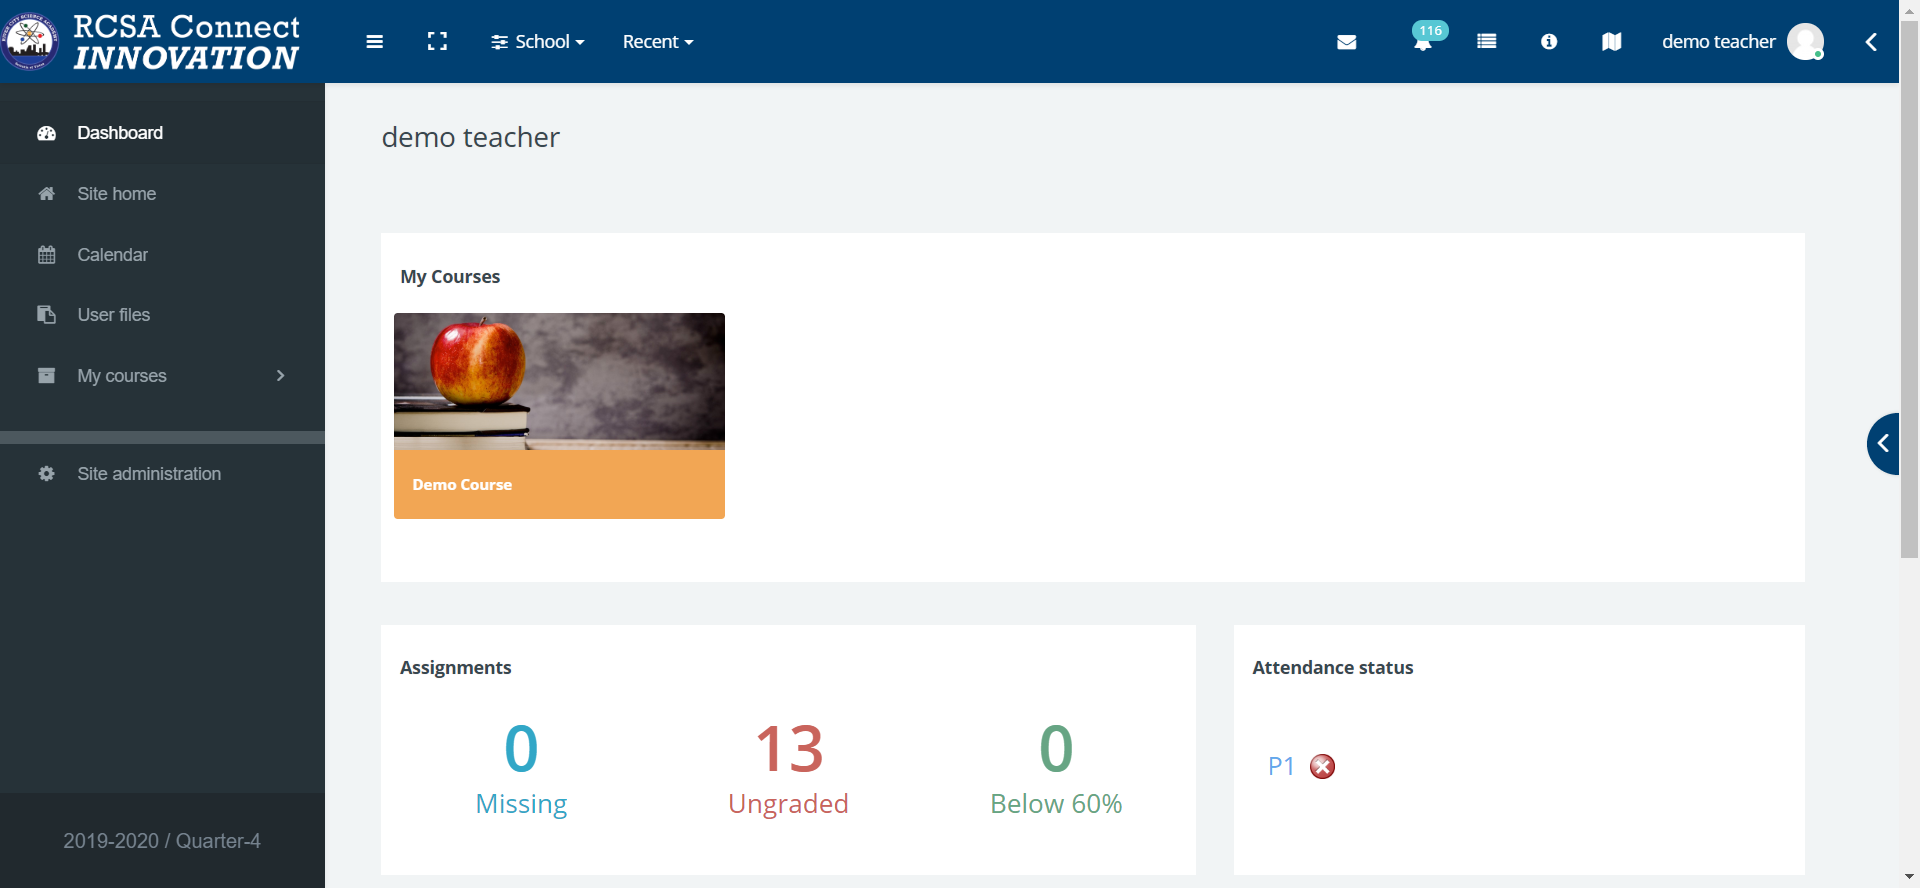 RCSA Connect
INNOVATION
School
Recent
116
demo teacher
Dashboard
Site home
Calendar
User files
My courses
Site administration
2019-2020 / Quarter-4
demo teacher
My Courses
Demo Course
Assignments
0
Missing
13
Ungraded
0
Below 60%
Attendance status
P1